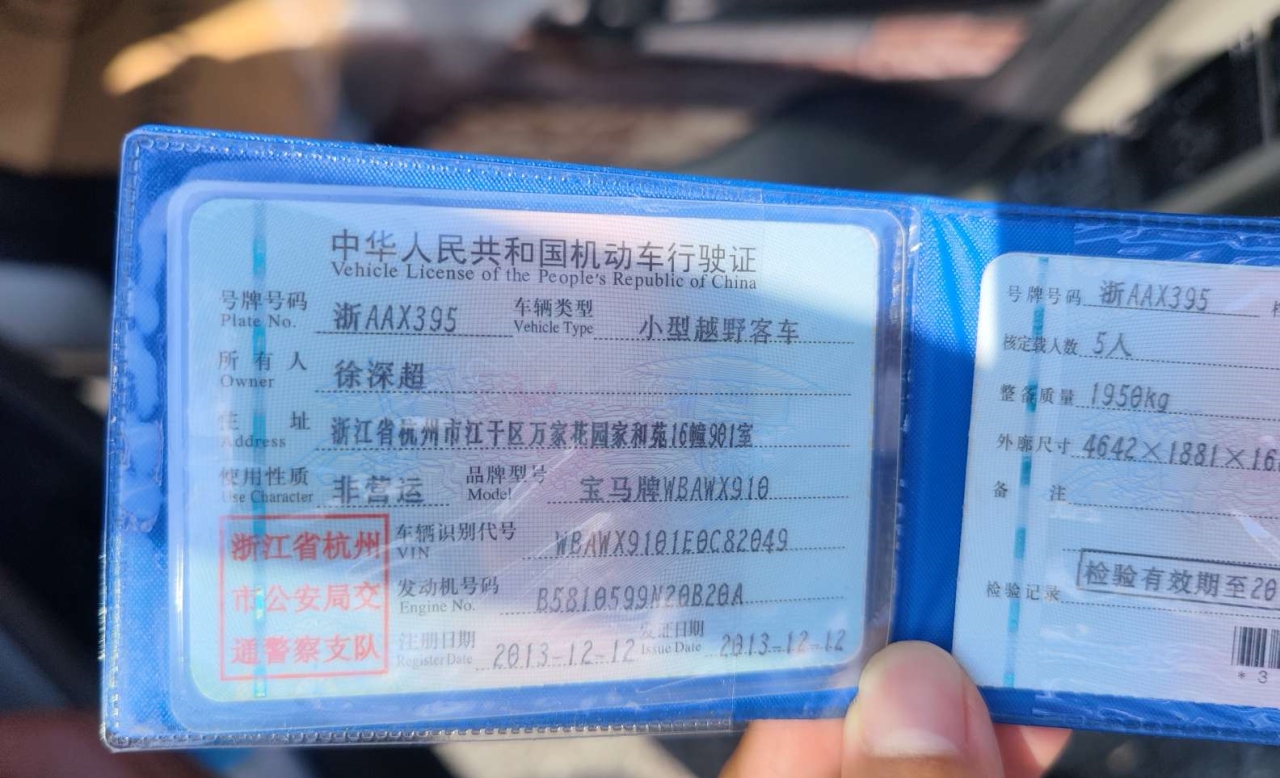 中华人民共和国机动车行驶证
Vehicle License of the People's Republic of China
号牌号码 浙AAX395 车辆类型 小型越野客车
Plate No. Vehicle Type
所有人 徐深超
Owner
住址 浙江省杭州市江干区万家花园家和苑16幢901室
Address
使用性质 非营运 品牌型号 宝马牌WBAWX910
Use Character Model
浙江省杭州
市公安局交
通警察支队
车辆识别代号 WBAWX9101E0C82049
VIN
发动机号码 B5810599N20B20A
Engine No.
注册日期 2013-12-12 发证日期 2013-12-12
Register Date Issue Date
号牌号码 浙AAX395
核定载人数 5人
整备质量 1950kg
外廓尺寸 4642×1881×16
备注
检验记录 检验有效期至20
* 3